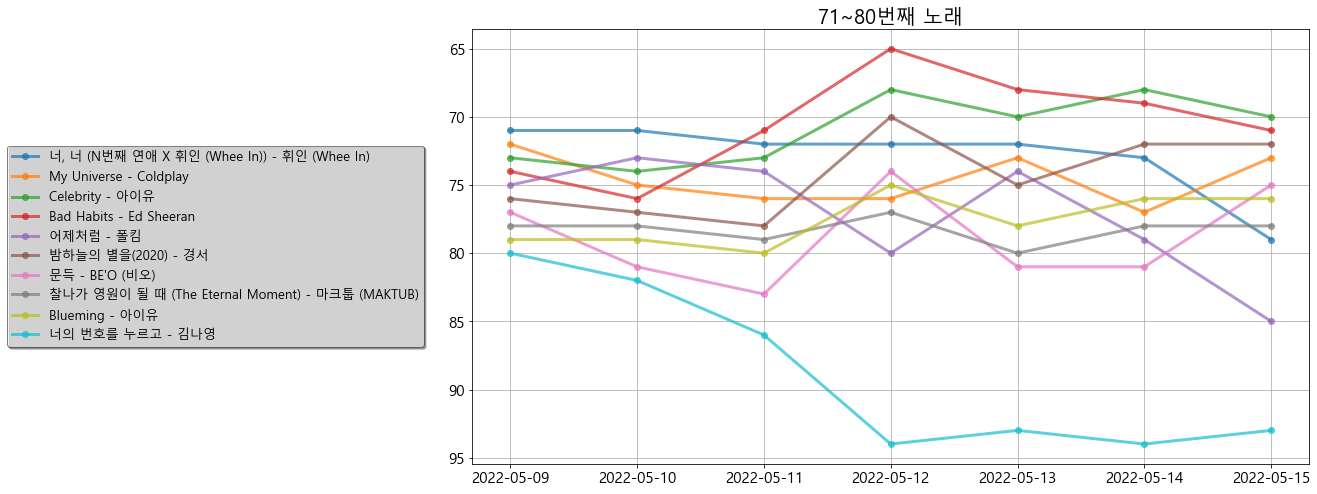 71~80번째 노래
너, 너 (N번째 연애 X 휘인 (Whee In)) - 휘인 (Whee In)
My Universe - Coldplay
Celebrity - 아이유
Bad Habits - Ed Sheeran
어제처럼 - 폴킴
밤하늘의 별을(2020) - 경서
문득 - BE'O (비오)
찰나가 영원이 될 때 (The Eternal Moment) - 마크툽 (MAKTUB)
Blueming - 아이유
너의 번호를 누르고 - 김나영
65
70
75
80
85
90
95
2022-05-09 2022-05-10 2022-05-11 2022-05-12 2022-05-13 2022-05-14 2022-05-15